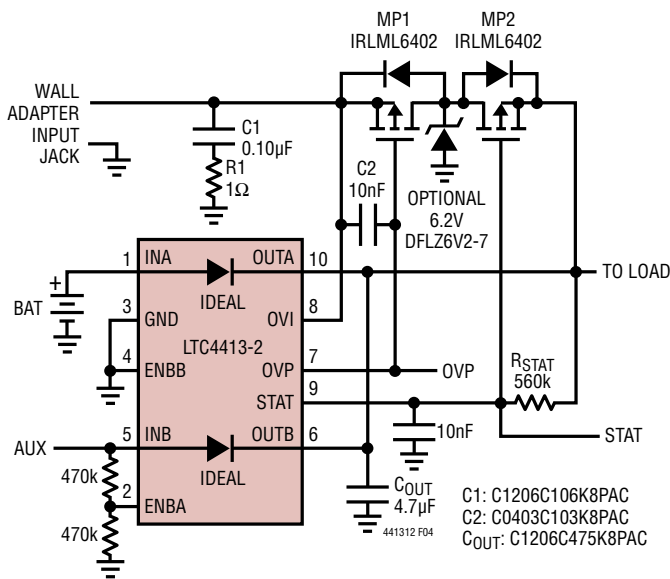 MP1
IRLML6402
MP2
IRLML6402
WALL
ADAPTER
INPUT
JACK
C1
0.10µF
R1
1Ω
C2
10nF
OPTIONAL
6.2V
DFLZ6V2-7
1
INA
OUTA
10
IDEAL
TO LOAD
+
BAT
3
GND
OVI
8
LTC4413-2
4
ENBB
OVP
7
OVP
STAT
9
RSTAT
560k
STAT
10nF
AUX
5
INB
OUTB
6
IDEAL
470k
2
ENBA
470k
COUT
4.7µF
441312 F04
C1: C1206C106K8PAC
C2: C0403C103K8PAC
COUT: C1206C475K8PAC